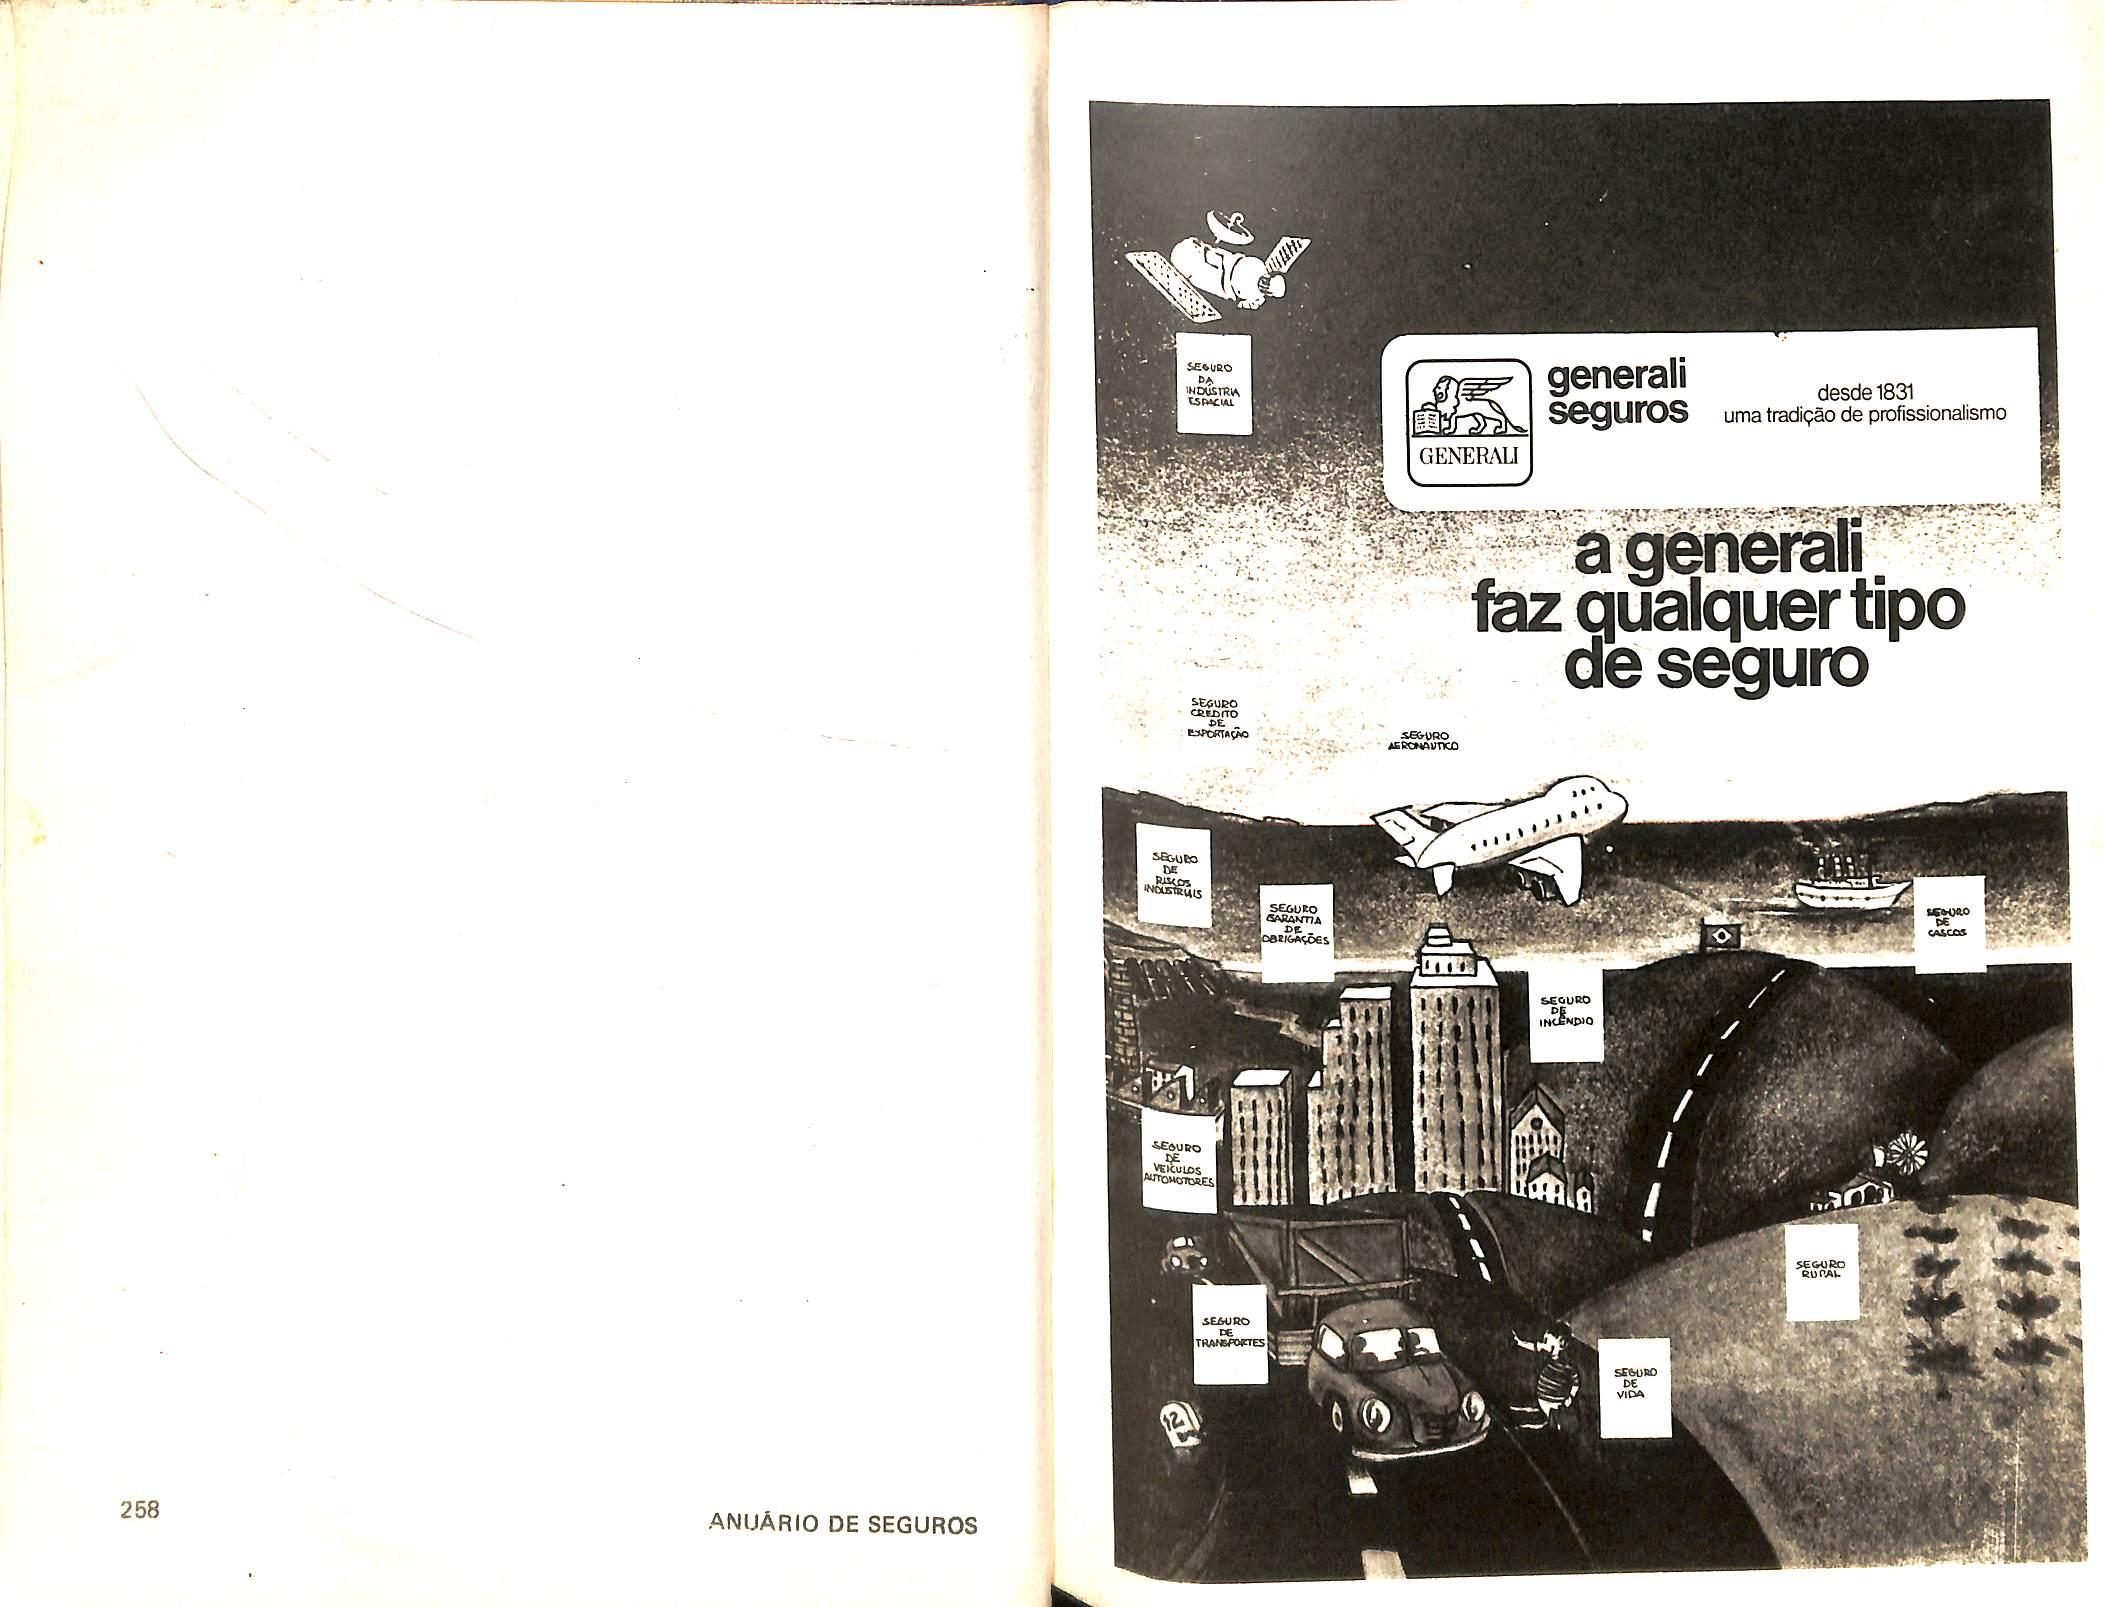 258
ANUÁRIO DE SEGUROS
SEGURO
DA
INDÚSTRIA
ESPACIAL
GENERALI
generali
seguros
desde 1831
uma tradição de profissionalismo
a generali
faz qualquer tipo
de seguro
SEGURO
CREDITO
DE
EXPORTAÇÃO
SEGURO
AERONAUTICO
SEGURO
DE
RISCOS
INDUSTRIAIS
SEGURO
GARANTIA
DE
OBRIGAÇÕES
SEGURO
DE
CASCOS
SEGURO
DE
INCÊNDIO
SEGURO
DE
VEÍCULOS
AUTOMOTORES
SEGURO
RURAL
SEGURO
DE
TRANSPORTES
SEGURO
DE
VIDA
12